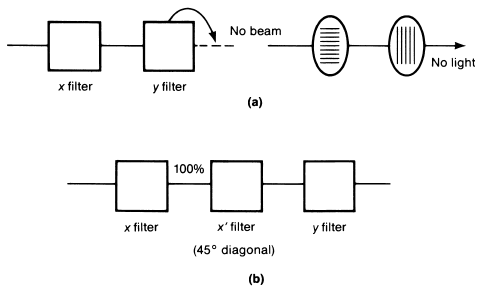 No beam
No light
x filter
y filter
(a)
100%
x filter
x′ filter
y filter
(45° diagonal)
(b)